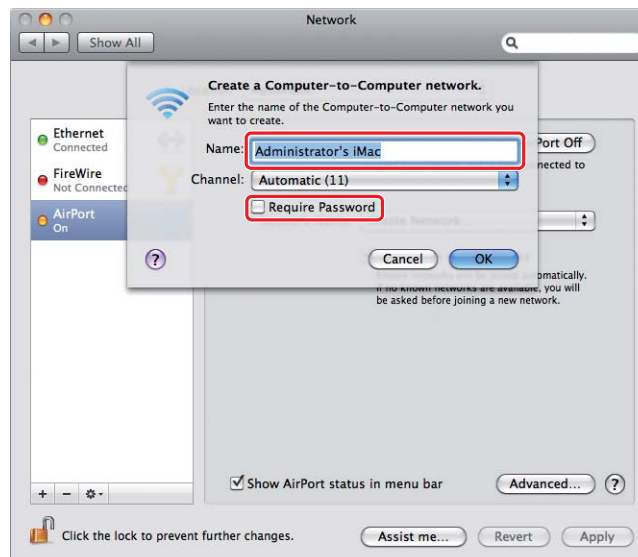 Network
Show All
Create a Computer-to-Computer network.
Enter the name of the Computer-to-Computer network you
want to create.
Name: Administrator's iMac
Channel: Automatic (11)
Require Password
? Cancel OK
Ethernet
Connected
FireWire
Not Connected
AirPort
On
Port Off
nected to
Network
omatically.
If no known networks are available, you will
be asked before joining a new network.
Show AirPort status in menu bar
Advanced... ?
+ -
Click the lock to prevent further changes.
Assist me... Revert Apply